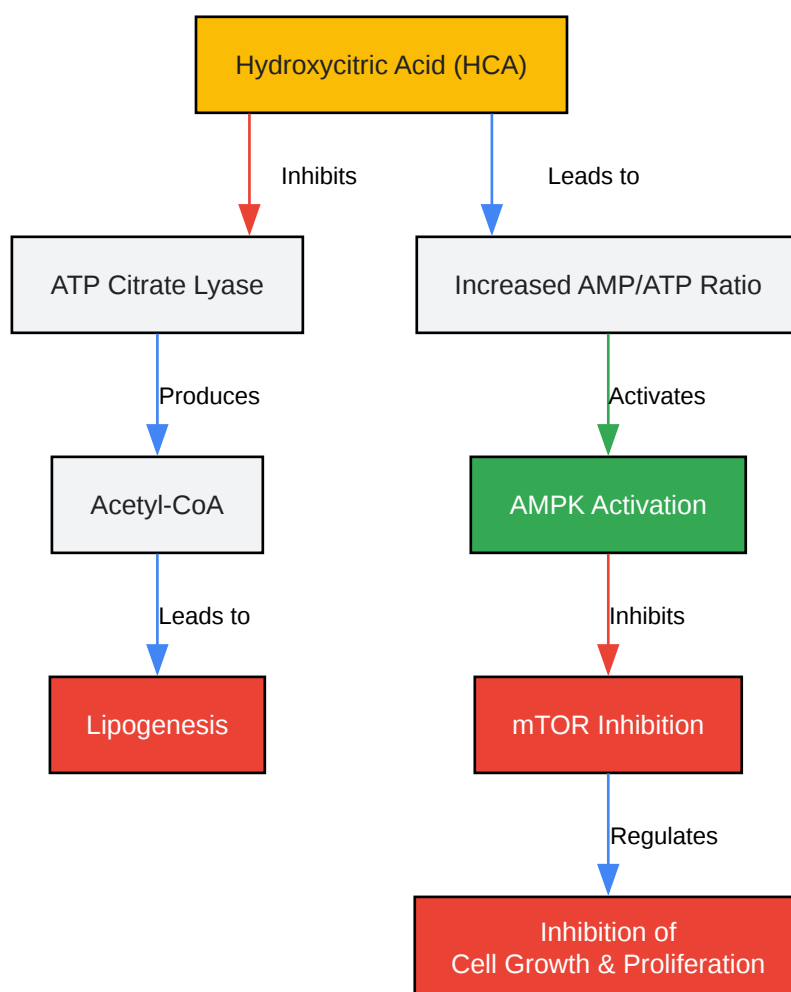 Hydroxycitric Acid (HCA)
Inhibits
Leads to
ATP Citrate Lyase
Increased AMP/ATP Ratio
Produces
Activates
Acetyl-CoA
AMPK Activation
Leads to
Inhibits
Lipogenesis
mTOR Inhibition
Regulates
Inhibition of
Cell Growth & Proliferation